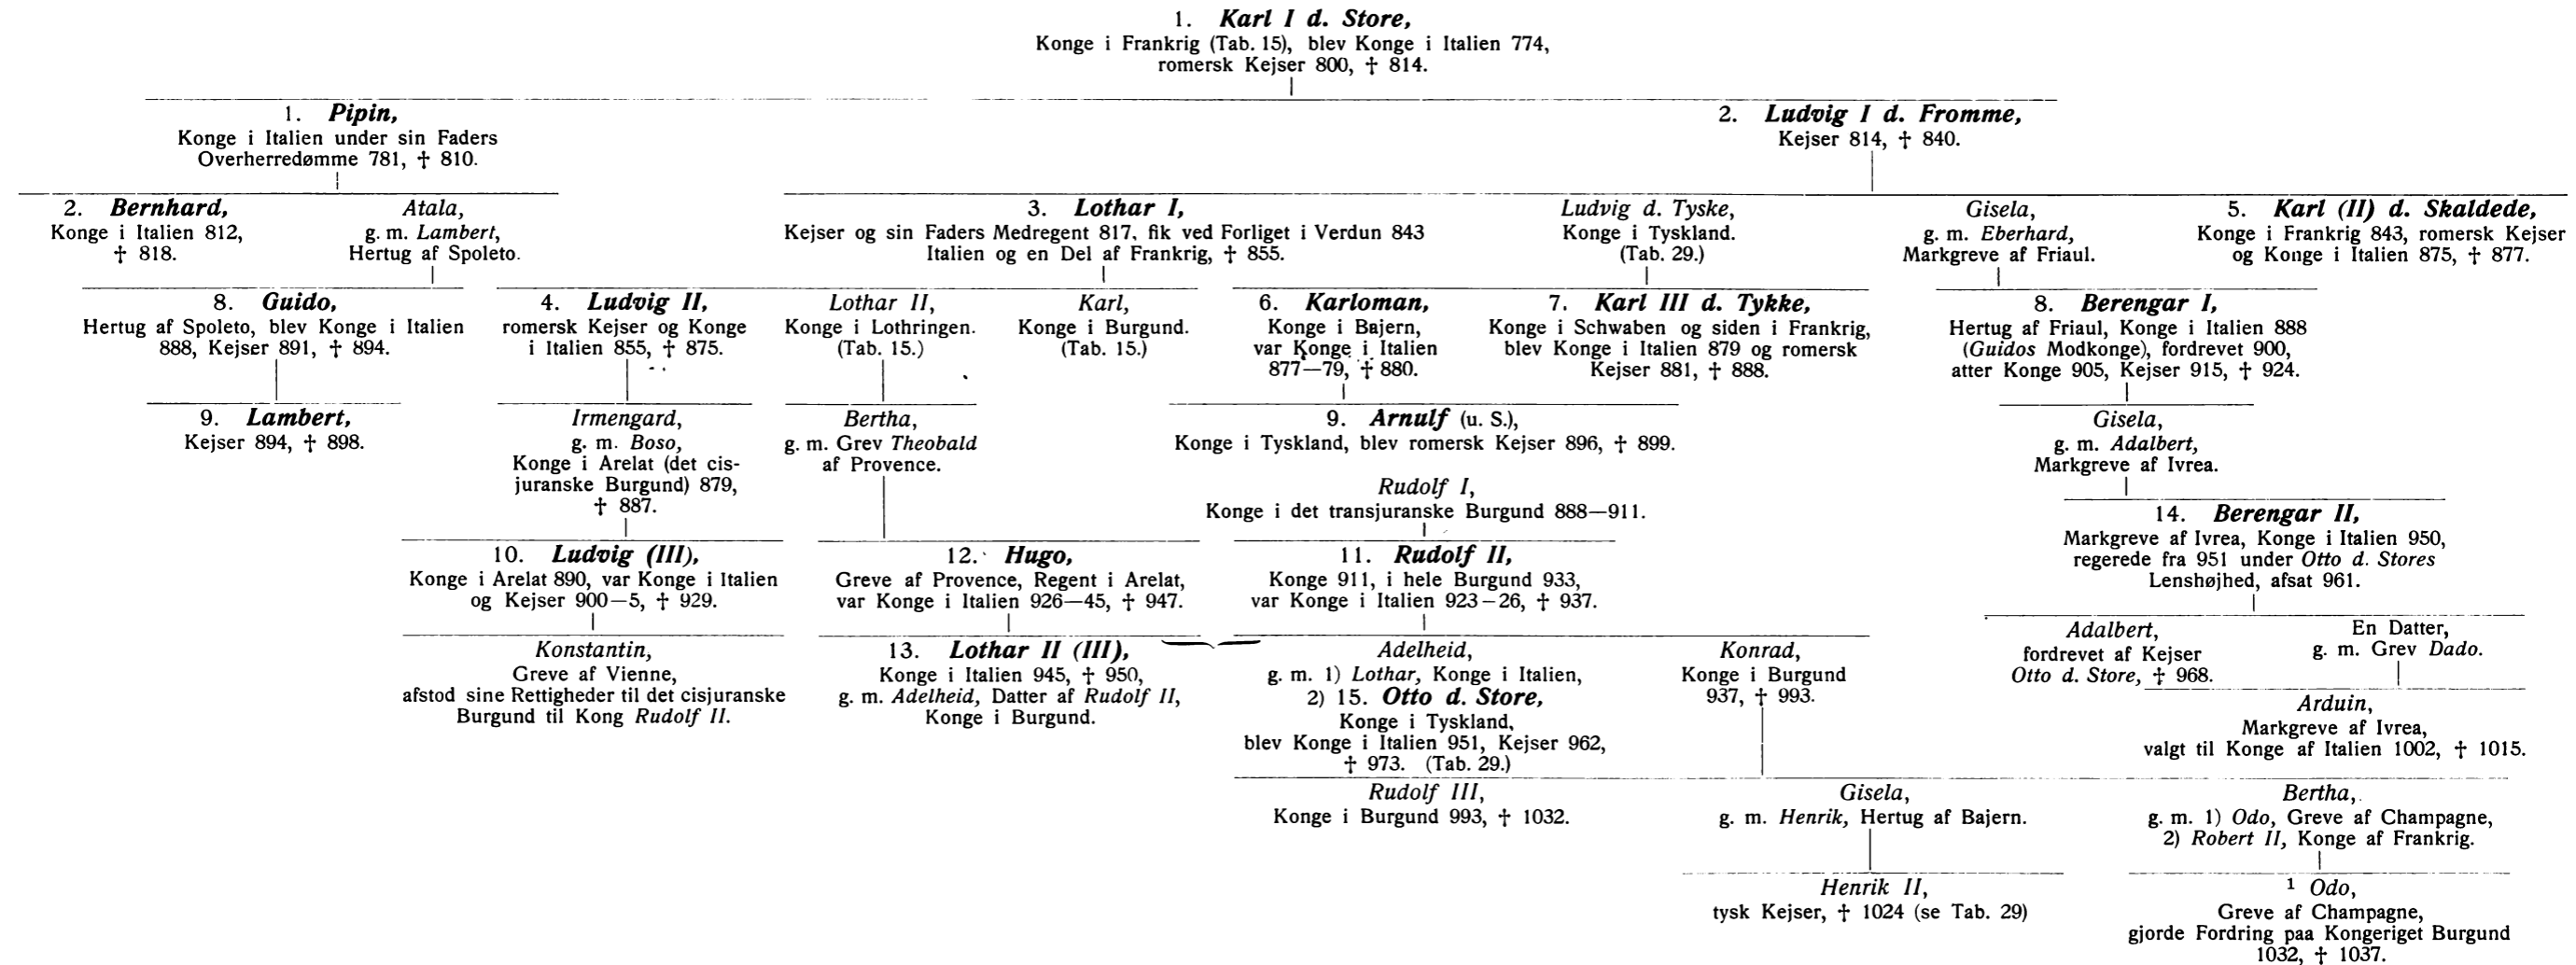 1. Karl I d. Store,
Konge i Frankrig (Tab. 15), blev Konge i Italien 774,
romersk Kejser 800, † 814.
1. Pipin,
Konge i Italien under sin Faders
Overherredømme 781, † 810.
2. Ludvig I d. Fromme,
Kejser 814, † 840.
2. Bernhard,
Konge i Italien 812,
† 818.
Atala,
g. m. Lambert,
Hertug af Spoleto.
3. Lothar I,
Kejser og sin Faders Medregent 817, fik ved Forliget i Verdun 843
Italien og en Del af Frankrig, † 855.
Ludvig d. Tyske,
Konge i Tyskland.
(Tab. 29.)
Gisela,
g. m. Eberhard,
Markgreve af Friaul.
5. Karl (II) d. Skaldede,
Konge i Frankrig 843, romersk Kejser
og Konge i Italien 875, † 877.
8. Guido,
Hertug af Spoleto, blev Konge i Italien
888, Kejser 891, † 894.
4. Ludvig II,
romersk Kejser og Konge
i Italien 855, † 875.
Lothar II,
Konge i Lothringen.
(Tab. 15.)
Karl,
Konge i Burgund.
(Tab. 15.)
6. Karloman,
Konge i Bajern,
var Konge i Italien
877—79, † 880.
7. Karl III d. Tykke,
Konge i Schwaben og siden i Frankrig,
blev Konge i Italien 879 og romersk
Kejser 881, † 888.
8. Berengar I,
Hertug af Friaul, Konge i Italien 888
(Guidos Modkonge), fordrevet 900,
atter Konge 905, Kejser 915, † 924.
9. Lambert,
Kejser 894, † 898.
Irmengard,
g. m. Boso,
Konge i Arelat (det cis-
juranske Burgund) 879,
† 887.
Bertha,
g. m. Grev Theobald
af Provence.
9. Arnulf (u. S.),
Konge i Tyskland, blev romersk Kejser 896, † 899.
Gisela,
g. m. Adalbert,
Markgreve af Ivrea.
Rudolf I,
Konge i det transjuranske Burgund 888—911.
10. Ludvig (III),
Konge i Arelat 890, var Konge i Italien
og Kejser 900—5, † 929.
12. Hugo,
Greve af Provence, Regent i Arelat,
var Konge i Italien 926—45, † 947.
11. Rudolf II,
Konge 911, i hele Burgund 933,
var Konge i Italien 923—26, † 937.
14. Berengar II,
Markgreve af Ivrea, Konge i Italien 950,
regerede fra 951 under Otto d. Stores
Lenshøjhed, afsat 961.
Konstantin,
Greve af Vienne,
afstod sine Rettigheder til det cisjuranske
Burgund til Kong Rudolf II.
13. Lothar II (III),
Konge i Italien 945, † 950,
g. m. Adelheid, Datter af Rudolf II,
Konge i Burgund.
Adelheid,
g. m. 1) Lothar, Konge i Italien,
2) 15. Otto d. Store,
Konge i Tyskland,
blev Konge i Italien 951, Kejser 962,
† 973. (Tab. 29.)
Konrad,
Konge i Burgund
937, † 993.
Adalbert,
fordrevet af Kejser
Otto d. Store, † 968.
En Datter,
g. m. Grev Dado.
Arduin,
Markgreve af Ivrea,
valgt til Konge af Italien 1002, † 1015.
Rudolf III,
Konge i Burgund 993, † 1032.
Gisela,
g. m. Henrik, Hertug af Bajern.
Bertha,
g. m. 1) Odo, Greve af Champagne,
2) Robert II, Konge af Frankrig.
Henrik II,
tysk Kejser, † 1024 (se Tab. 29)
1 Odo,
Greve af Champagne,
gjorde Fordring paa Kongeriget Burgund
1032, † 1037.